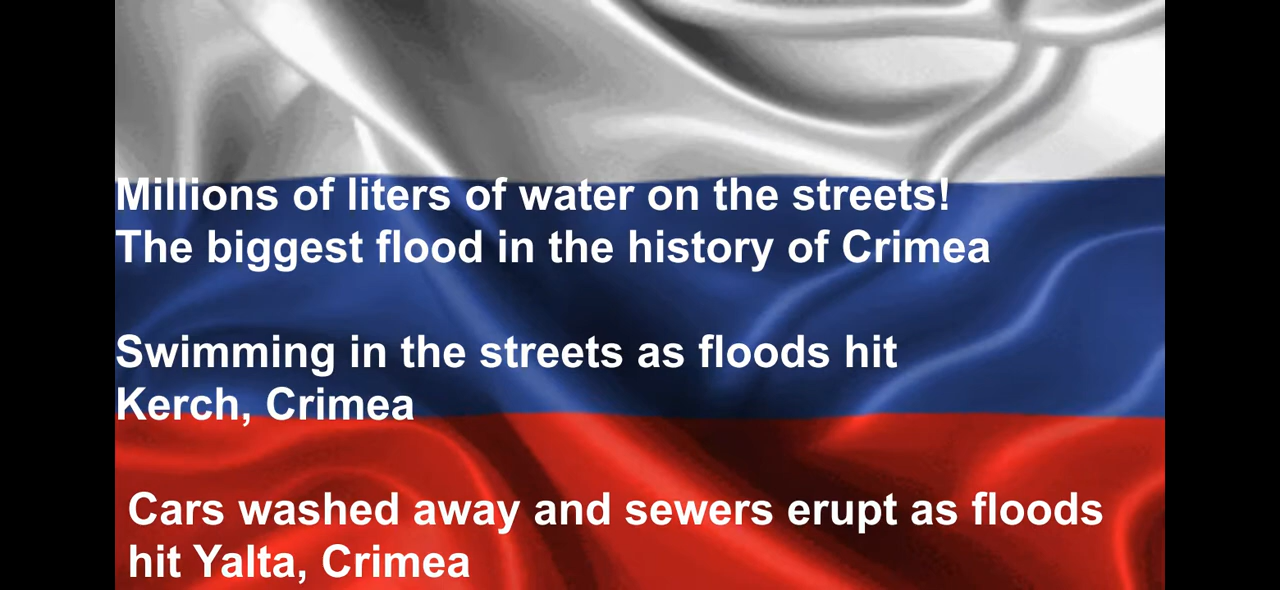 Millions of liters of water on the streets!
The biggest flood in the history of Crimea
Swimming in the streets as floods hit
Kerch, Crimea
Cars washed away and sewers erupt as floods
hit Yalta, Crimea